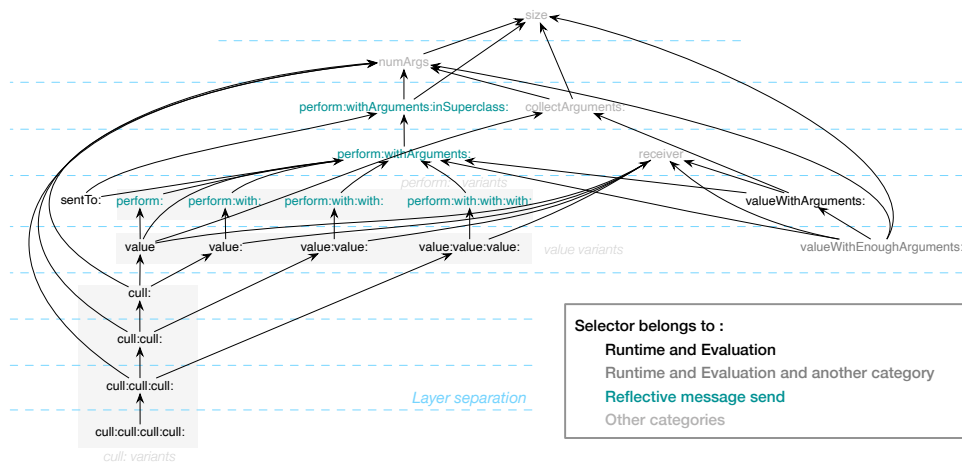 size
numArgs
perform:withArguments:inSuperclass:
collectArguments:
perform:withArguments:
receiver
perform: variants
sentTo:
perform:
perform:with:
perform:with:with:
perform:with:with:with:
valueWithArguments:
value
value:
value:value:
value:value:value:
value variants
valueWithEnoughArguments:
cull:
cull:cull:
cull:cull:cull:
cull:cull:cull:cull:
cull: variants
Layer separation
Selector belongs to :
Runtime and Evaluation
Runtime and Evaluation and another category
Reflective message send
Other categories